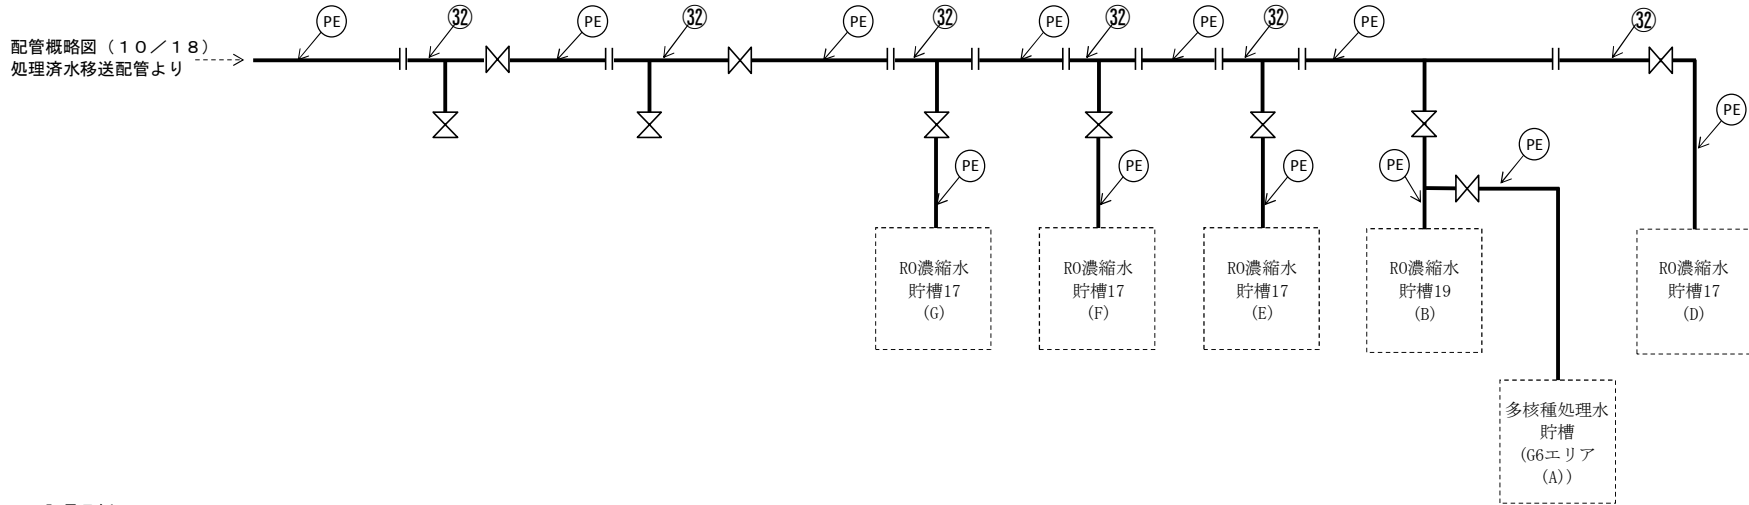 PE ㉜ PE ㉜ PE ㉜ PE ㉜ PE ㉜ PE ㉜
配管概略図（１０／１８）
処理済水移送配管より
PE
PE PE PE PE PE
RO濃縮水
貯槽17
(G)
RO濃縮水
貯槽17
(F)
RO濃縮水
貯槽17
(E)
RO濃縮水
貯槽19
(B)
RO濃縮水
貯槽17
(D)
多核種処理水
貯槽
(G6エリア
(A))